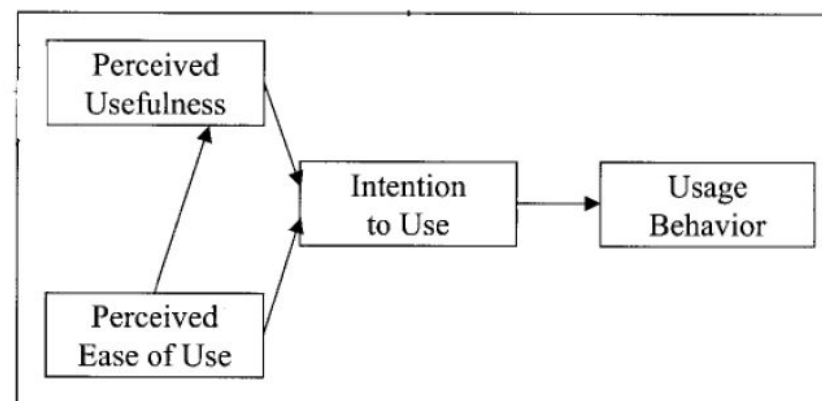 Perceived
Usefulness
Intention
to Use
Usage
Behavior
Perceived
Ease of Use